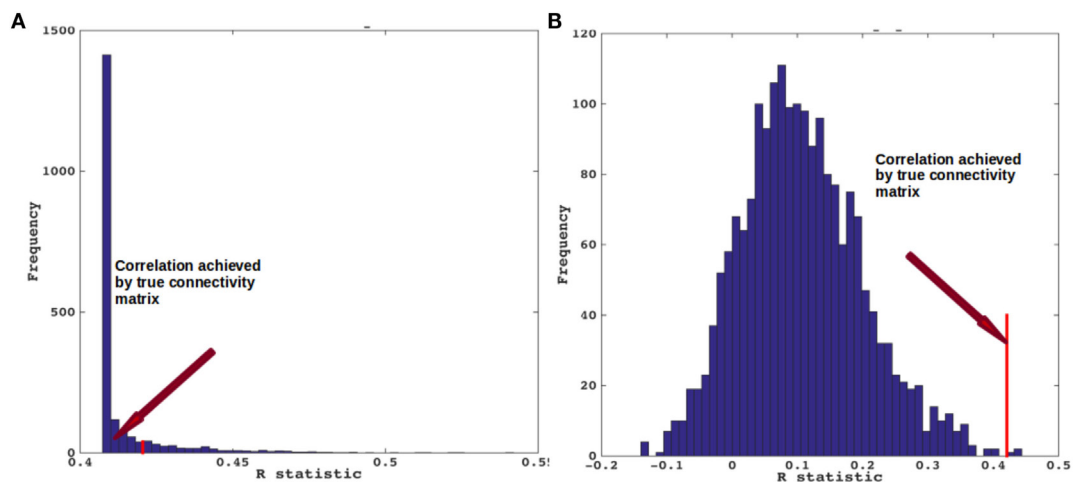 A
1500
1000
500
0
Frequency
Correlation achieved
by true connectivity
matrix
0.4
0.45
0.5
0.5
R statistic
B
120
100
80
60
40
20
0
Frequency
Correlation achieved
by true connectivity
matrix
−0.2
−0.1
0
0.1
0.2
0.3
0.4
0.5
R statistic